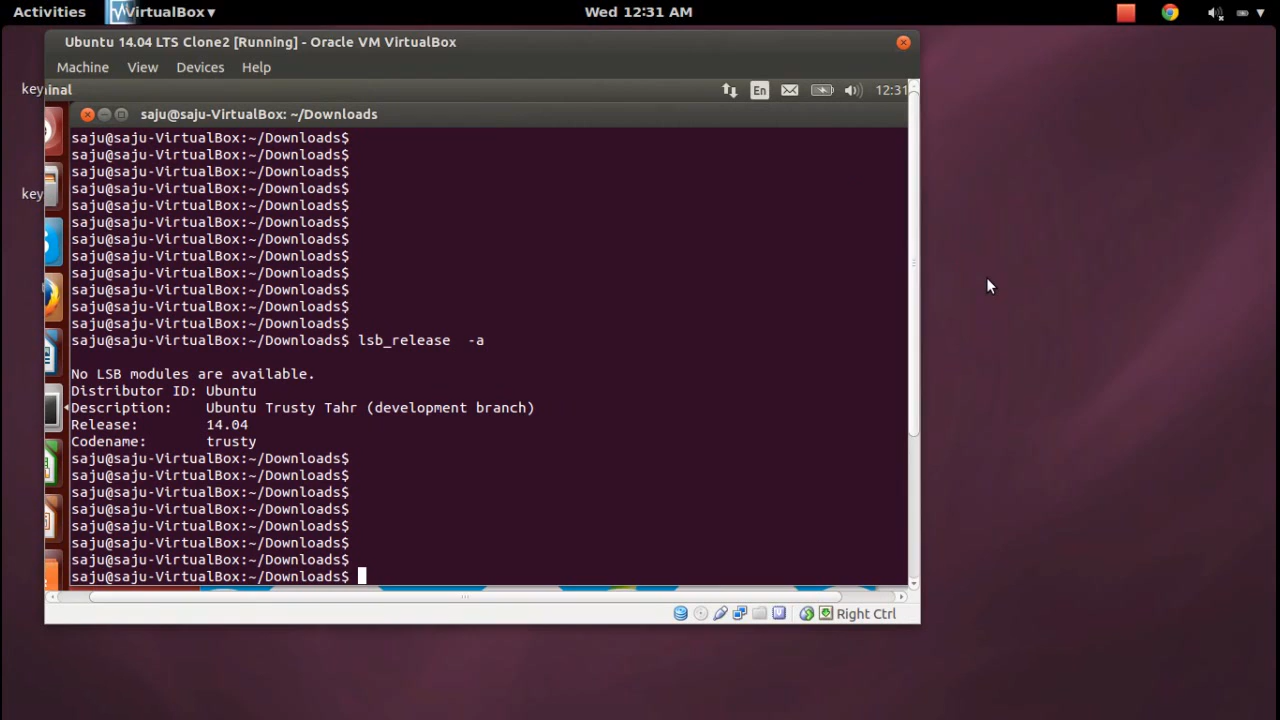 Activities VirtualBox ▾ Wed 12:31 AM
Ubuntu 14.04 LTS Clone2 [Running] - Oracle VM VirtualBox
Machine View Devices Help
key
inal En 12:31
saju@saju-VirtualBox: ~/Downloads
saju@saju-VirtualBox:~/Downloads$
saju@saju-VirtualBox:~/Downloads$
saju@saju-VirtualBox:~/Downloads$
saju@saju-VirtualBox:~/Downloads$
key
saju@saju-VirtualBox:~/Downloads$
saju@saju-VirtualBox:~/Downloads$
saju@saju-VirtualBox:~/Downloads$
saju@saju-VirtualBox:~/Downloads$
saju@saju-VirtualBox:~/Downloads$
saju@saju-VirtualBox:~/Downloads$
saju@saju-VirtualBox:~/Downloads$
saju@saju-VirtualBox:~/Downloads$
saju@saju-VirtualBox:~/Downloads$ lsb_release  -a
No LSB modules are available.
Distributor ID: Ubuntu
Description:    Ubuntu Trusty Tahr (development branch)
Release:        14.04
Codename:       trusty
saju@saju-VirtualBox:~/Downloads$
saju@saju-VirtualBox:~/Downloads$
saju@saju-VirtualBox:~/Downloads$
saju@saju-VirtualBox:~/Downloads$
saju@saju-VirtualBox:~/Downloads$
saju@saju-VirtualBox:~/Downloads$
saju@saju-VirtualBox:~/Downloads$
saju@saju-VirtualBox:~/Downloads$
Right Ctrl